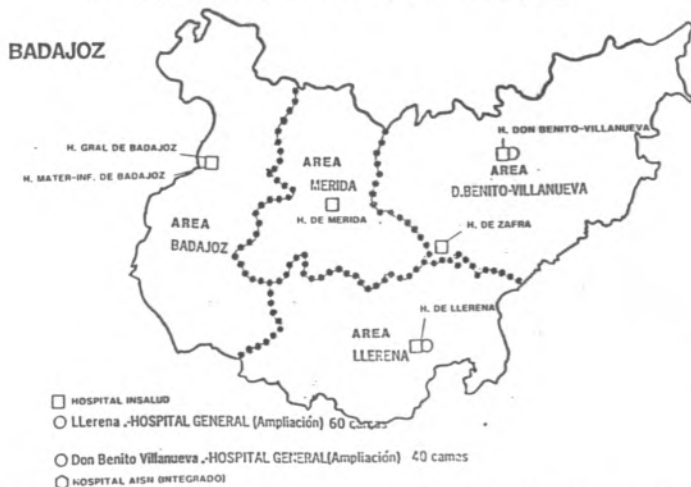 BADAJOZ
H. DON BENITO-VILLANUEVA
H. GRAL DE BADAJOZ
H. MATER-INF. DE BADAJOZ
AREA
MERIDA
H. DE MERIDA
AREA
D.BENITO-VILLANUEVA
AREA
BADAJOZ
H. DE ZAFRA
H. DE LLERENA
AREA
LLERENA
HOSPITAL INSALUD
LLerena .-HOSPITAL GENERAL (Ampliación) 60 camas
Don Benito Villanueva .-HOSPITAL GENERAL(Ampliación) 40 camas
HOSPITAL AISN (INTEGRADO)